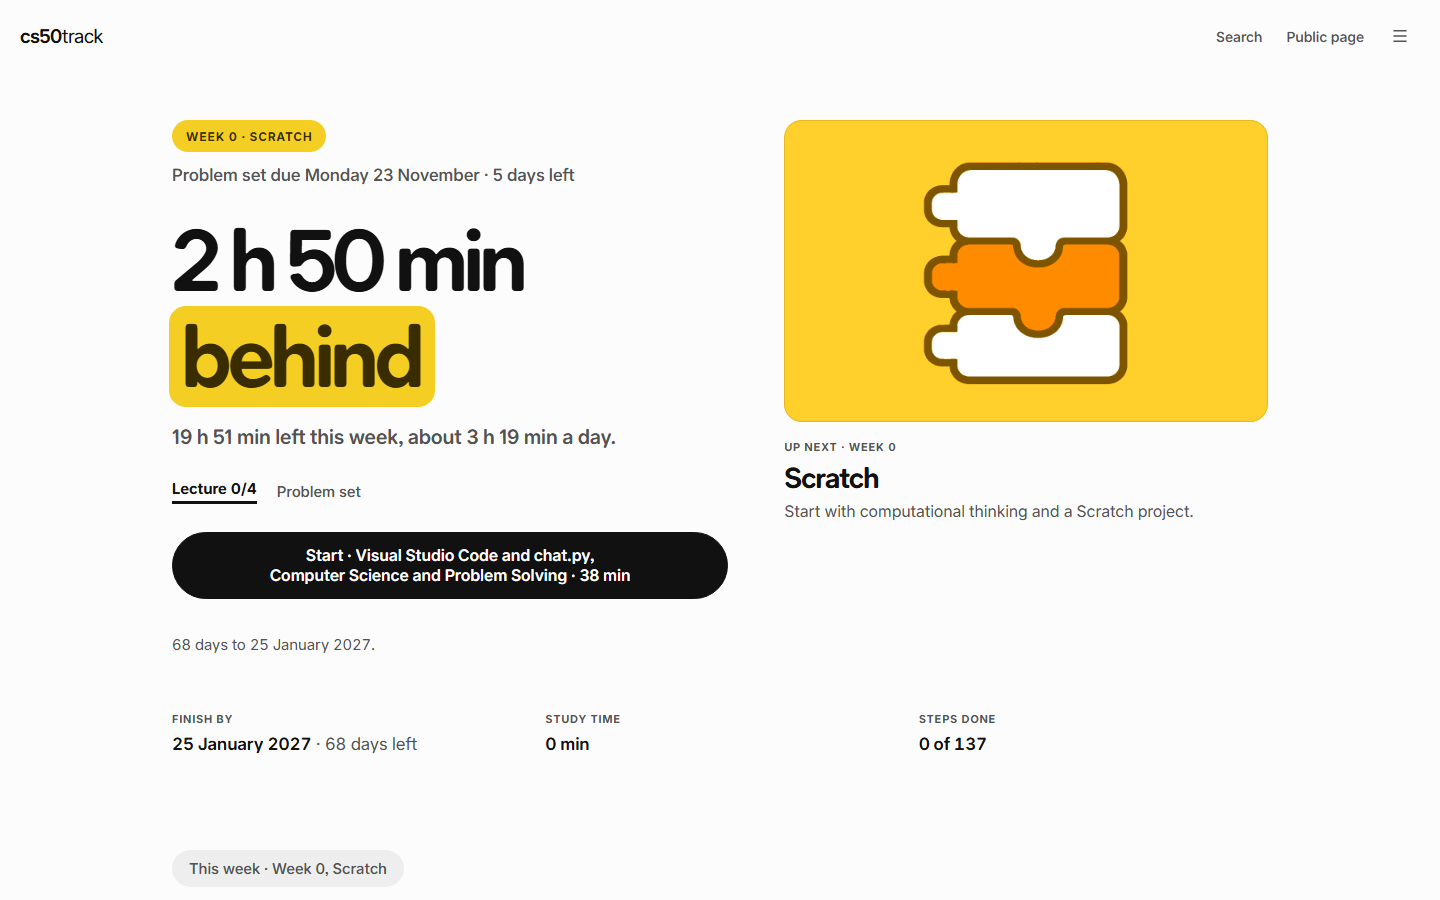 cs50track
Search
Public page
WEEK 0 · SCRATCH
Problem set due Monday 23 November · 5 days left
2 h 50 min
behind
19 h 51 min left this week, about 3 h 19 min a day.
Lecture 0/4
Problem set
Start · Visual Studio Code and chat.py,
Computer Science and Problem Solving · 38 min
68 days to 25 January 2027.
UP NEXT · WEEK 0
Scratch
Start with computational thinking and a Scratch project.
FINISH BY
25 January 2027 · 68 days left
STUDY TIME
0 min
STEPS DONE
0 of 137
This week · Week 0, Scratch